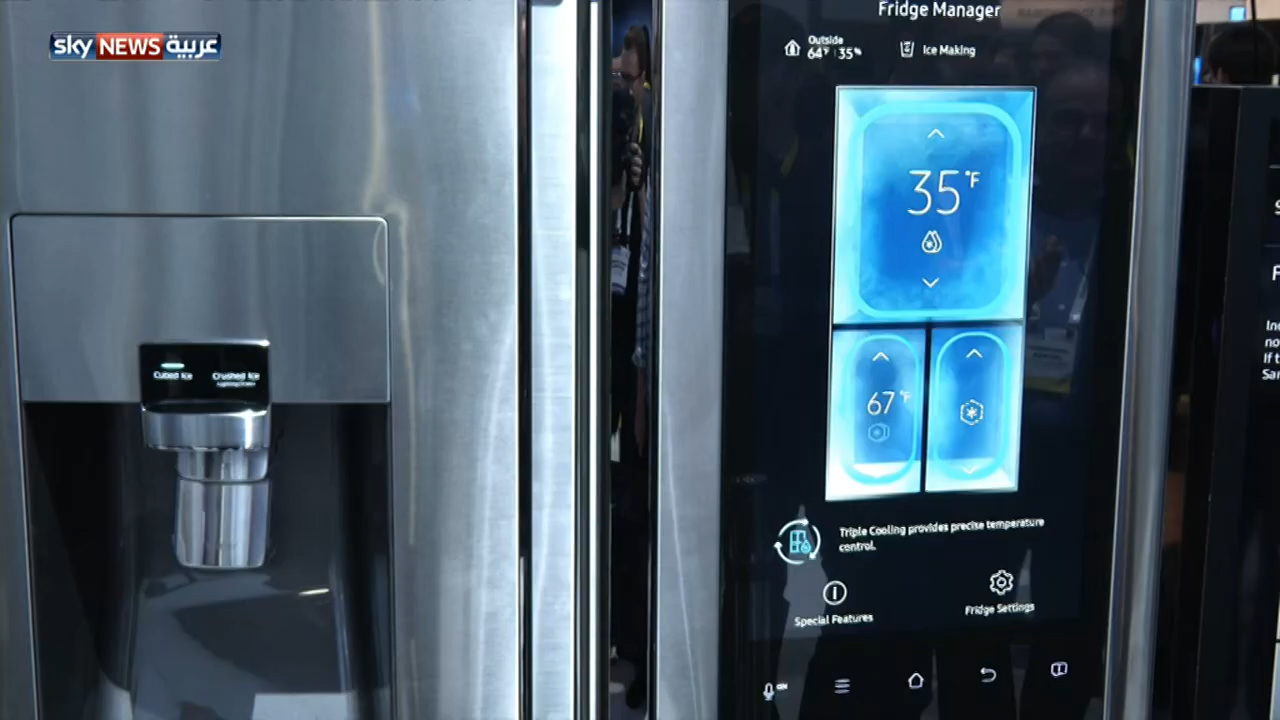 sky NEWS عربية
Fridge Manager
Outside
64°F 35%
Ice Making
35°F
67°F
Cubed Ice
Crushed Ice
Triple Cooling provides precise temperature
control.
Special Features
Fridge Settings
If t